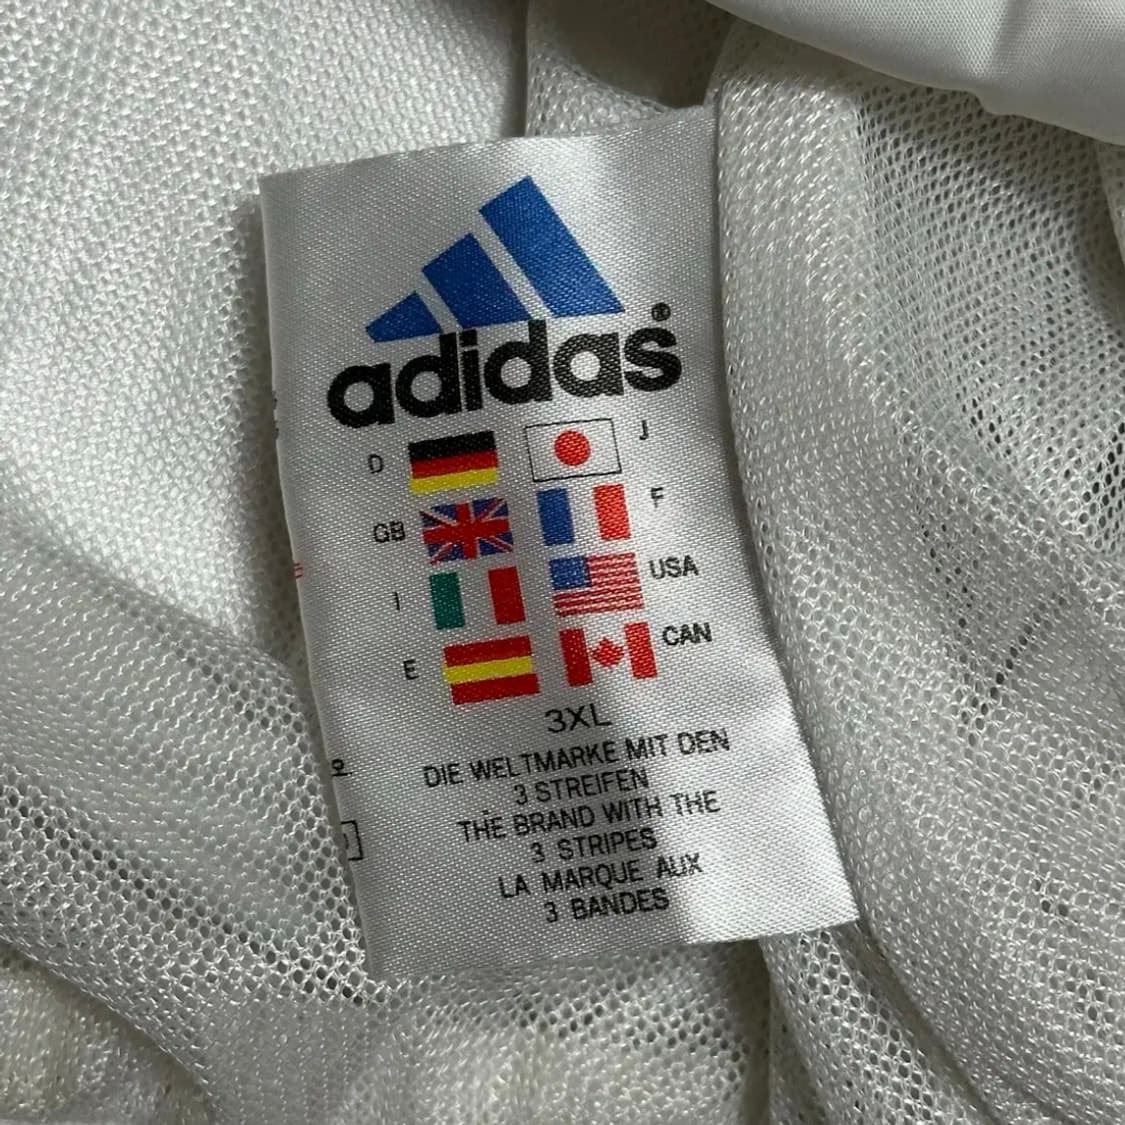 adidas®
D J
GB F
I USA
E CAN
3XL
DIE WELTMARKE MIT DEN
3 STREIFEN
THE BRAND WITH THE
3 STRIPES
LA MARQUE AUX
3 BANDES